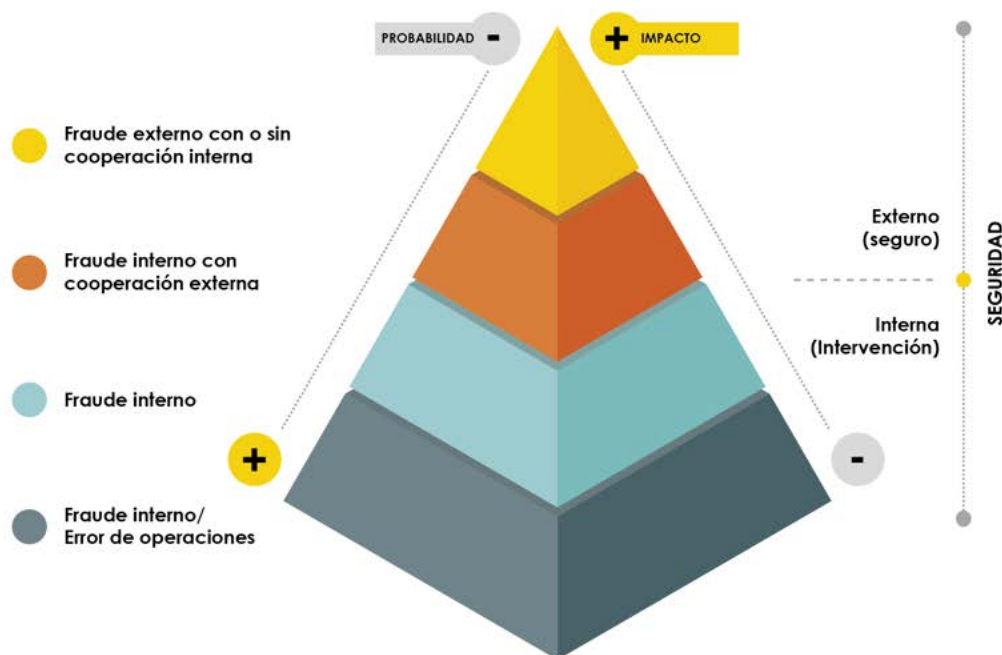 PROBABILIDAD -
+ IMPACTO
Fraude externo con o sin
cooperación interna
Fraude interno con
cooperación externa
Fraude interno
Fraude interno/
Error de operaciones
+
-
Externo
(seguro)
Interna
(Intervención)
SEGURIDAD